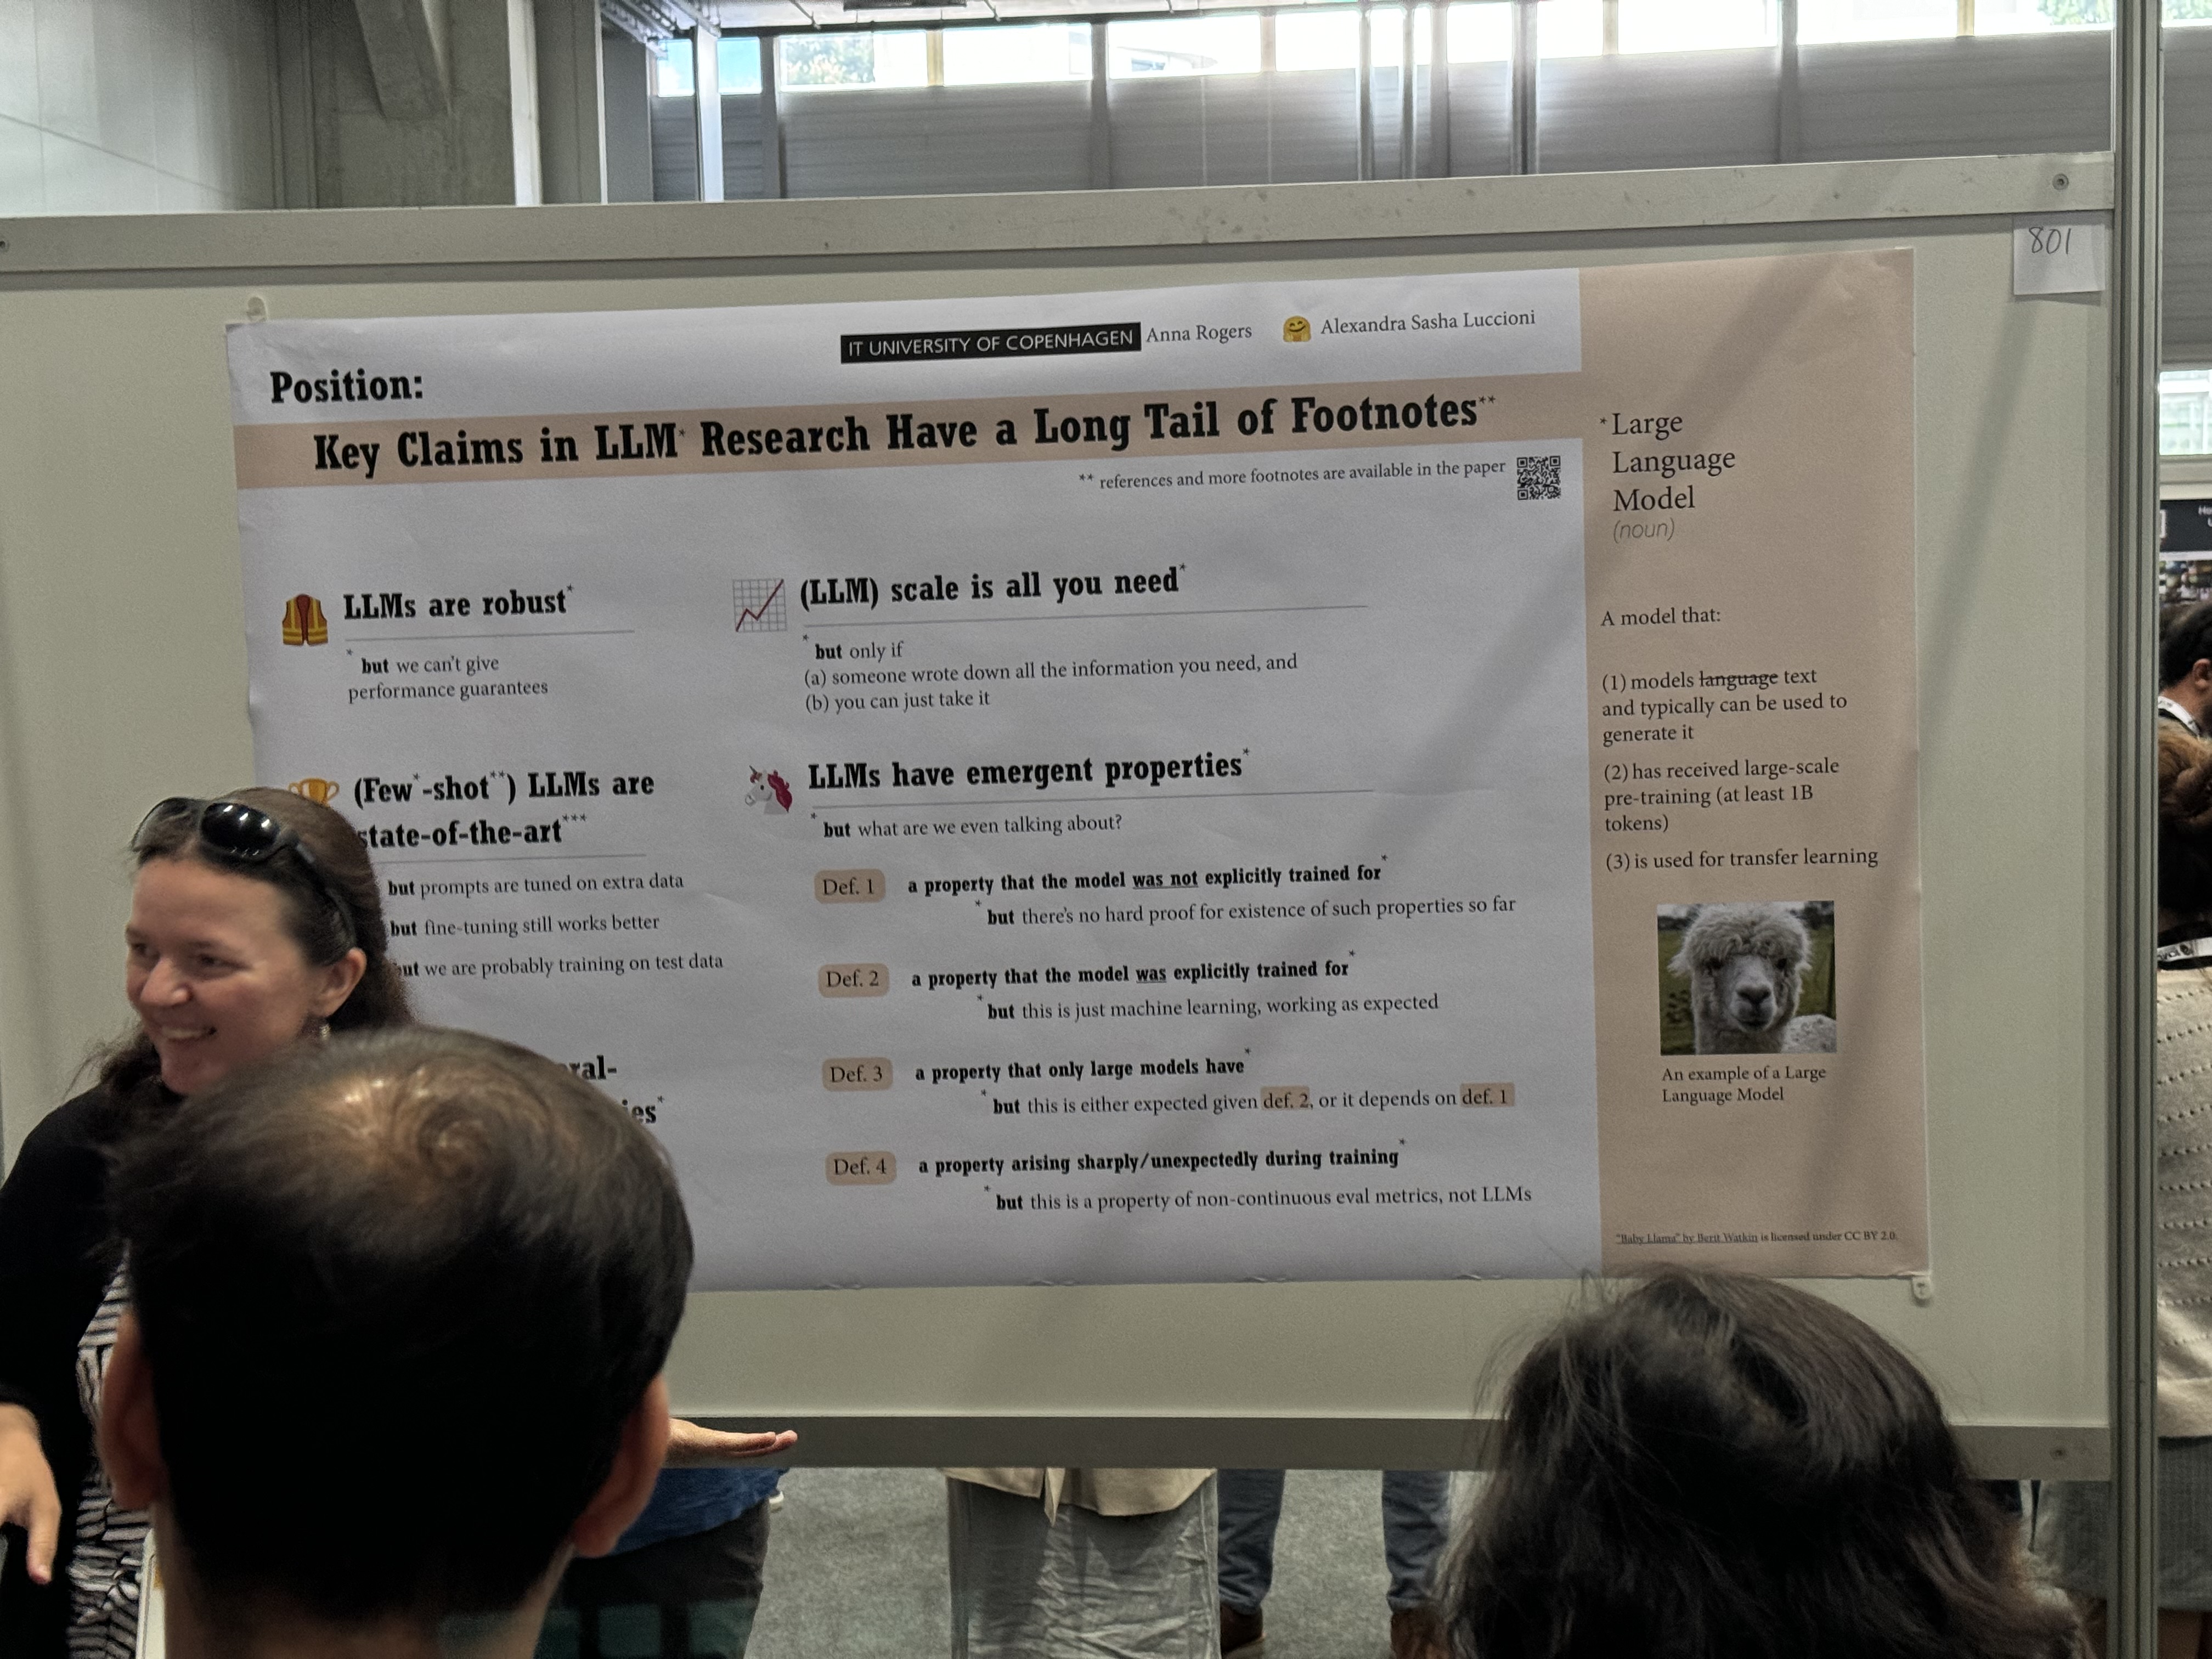 801
IT UNIVERSITY OF COPENHAGEN Anna Rogers Alexandra Sasha Luccioni
Position:
Key Claims in LLM* Research Have a Long Tail of Footnotes**
** references and more footnotes are available in the paper
LLMs are robust*
* but we can't give
performance guarantees
(Few*-shot**) LLMs are
state-of-the-art***
but prompts are tuned on extra data
but fine-tuning still works better
but we are probably training on test data
(LLM) scale is all you need*
* but only if
(a) someone wrote down all the information you need, and
(b) you can just take it
LLMs have emergent properties*
* but what are we even talking about?
Def. 1 a property that the model was not explicitly trained for*
* but there's no hard proof for existence of such properties so far
Def. 2 a property that the model was explicitly trained for*
* but this is just machine learning, working as expected
Def. 3 a property that only large models have*
* but this is either expected given def. 2, or it depends on def. 1
Def. 4 a property arising sharply/unexpectedly during training*
* but this is a property of non-continuous eval metrics, not LLMs
* Large
Language
Model
(noun)
A model that:
(1) models language text
and typically can be used to
generate it
(2) has received large-scale
pre-training (at least 1B
tokens)
(3) is used for transfer learning
An example of a Large
Language Model
"Baby Llama" by Berit Watkin is licensed under CC BY 2.0.